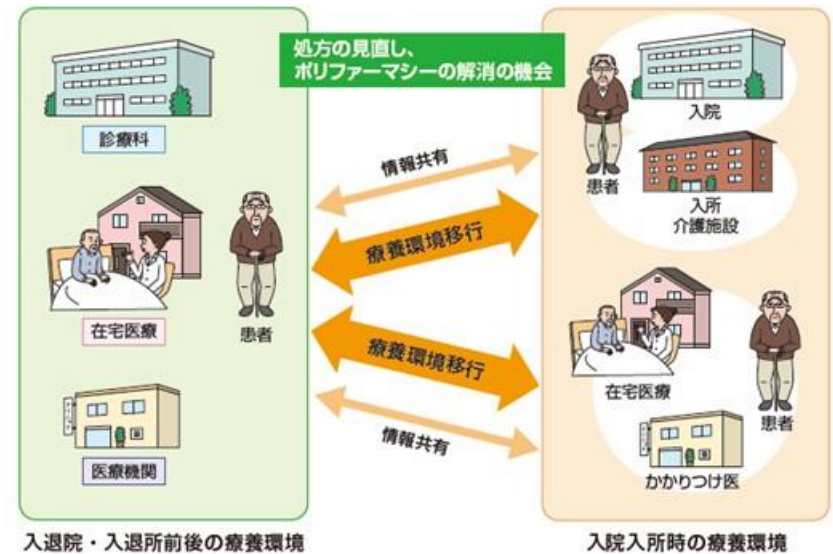 処方の見直し、
ポリファーマシーの解消の機会
診療科
在宅医療
患者
医療機関
入退院・入退所前後の療養環境
情報共有
療養環境移行
療養環境移行
情報共有
入院
患者
入所
介護施設
在宅医療
患者
かかりつけ医
入院入所時の療養環境